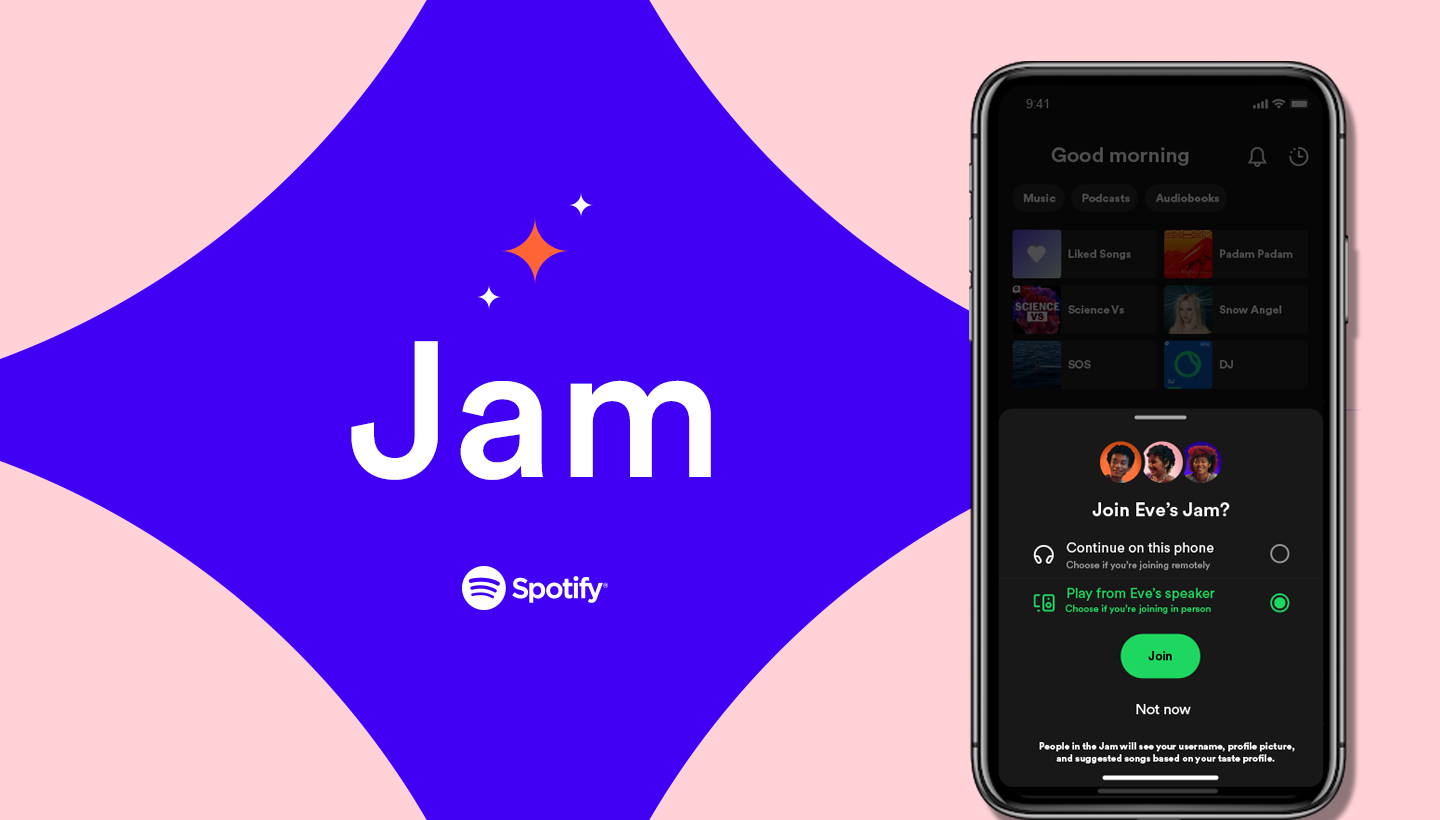 Jam
Spotify®
9:41
Good morning
Music
Podcasts
Audiobooks
Liked Songs
Padam Padam
SCIENCE
VS
Science Vs
Snow Angel
SOS
DJ
Join Eve's Jam?
Continue on this phone
Choose if you're joining remotely
Play from Eve's speaker
Choose if you're joining in person
Join
Not now
People in the Jam will see your username, profile picture,
and suggested songs based on your taste profile.